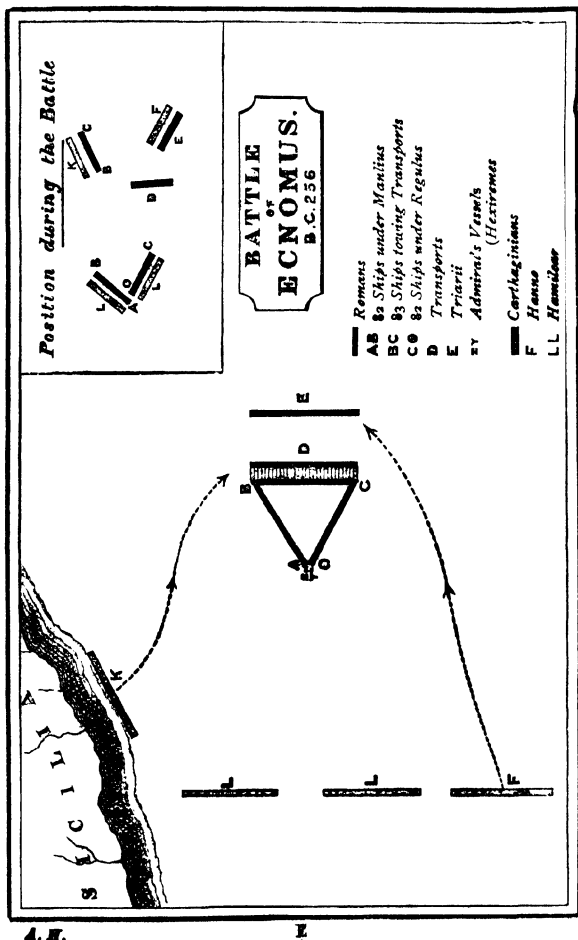 Position during the Battle
K
C
B
F
E
D
B
L
O
C
A
L
BATTLE
OF
ECNOMUS.
B.C. 256
Romans
AB 82 Ships under Manlius
BC 83 Ships towing Transports
CO 82 Ships under Regulus
D Transports
E Triarii
ZY Admiral's Vessels
(Hexiremes
Carthaginians
F Hanno
LL Hamilcar
SICILIA
K
B
D
E
A
O
C
L
L
F
A.H.
E